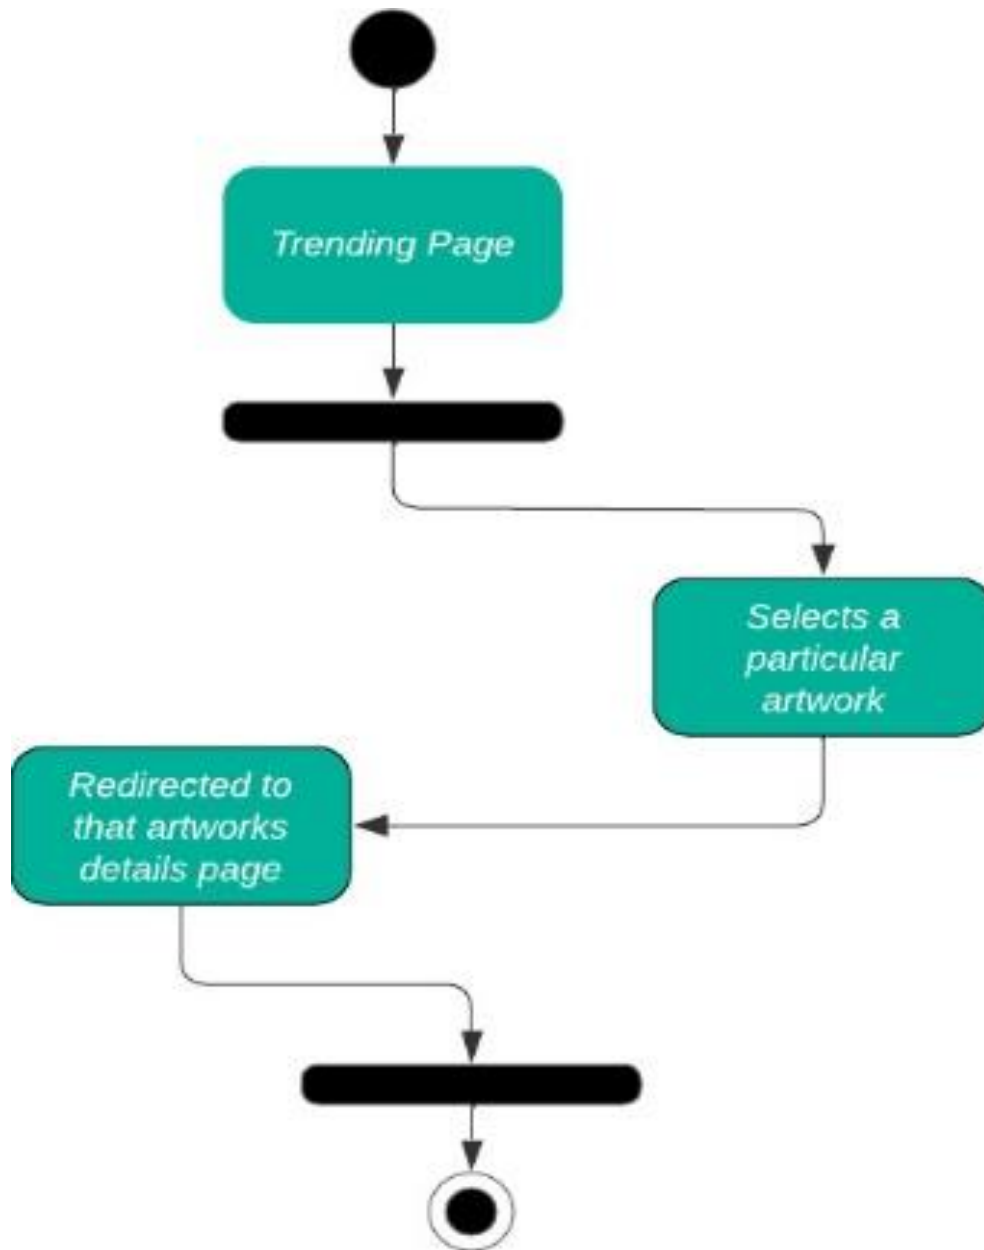 Trending Page
Selects a
particular
artwork
Redirected to
that artworks
details page